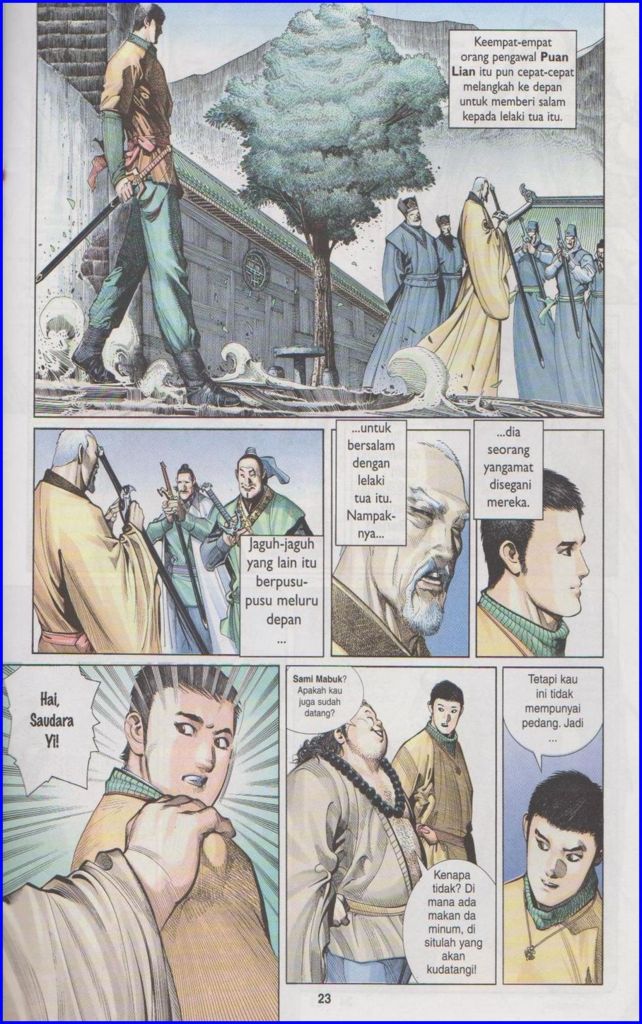 Keempat-empat
orang pengawal Puan
Lian itu pun cepat-cepat
melangkah ke depan
untuk memberi salam
kepada lelaki tua itu.
Jaguh-jaguh
yang lain itu
berpusu-
pusu meluru
depan
...
...untuk
bersalam
dengan
lelaki
tua itu.
Nampak-
nya...
...dia
seorang
yangamat
disegani
mereka.
Hai,
Saudara
Yi!
Sami Mabuk?
Apakah kau
juga sudah
datang?
Kenapa
tidak? Di
mana ada
makan da
minum, di
situlah yang
akan
kudatangi!
Tetapi kau
ini tidak
mempunyai
pedang. Jadi
...
23